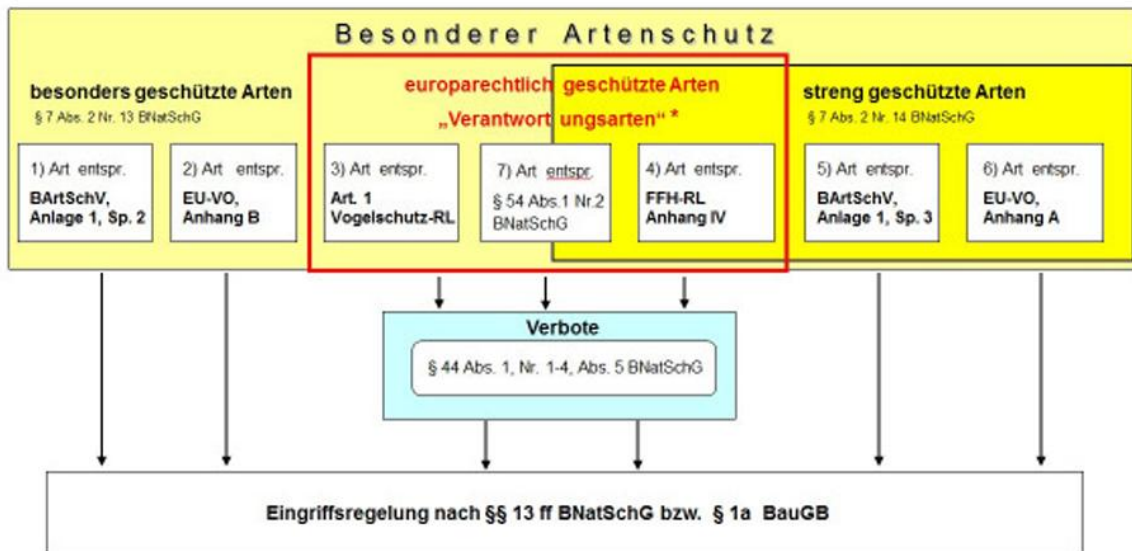 Besonderer Artenschutz
besonders geschützte Arten
§ 7 Abs. 2 Nr. 13 BNatSchG
europarechtlich geschützte Arten
„Verantwort ungsarten“ *
streng geschützte Arten
§ 7 Abs. 2 Nr. 14 BNatSchG
1) Art entspr.
BArtSchV,
Anlage 1, Sp. 2
2) Art entspr.
EU-VO,
Anhang B
3) Art entspr.
Art. 1
Vogelschutz-RL
7) Art entspr.
§ 54 Abs.1 Nr.2
BNatSchG
4) Art entspr.
FFH-RL
Anhang IV
5) Art entspr.
BArtSchV,
Anlage 1, Sp. 3
6) Art entspr.
EU-VO,
Anhang A
Verbote
§ 44 Abs. 1, Nr. 1-4, Abs. 5 BNatSchG
Eingriffsregelung nach §§ 13 ff BNatSchG bzw. § 1a BauGB